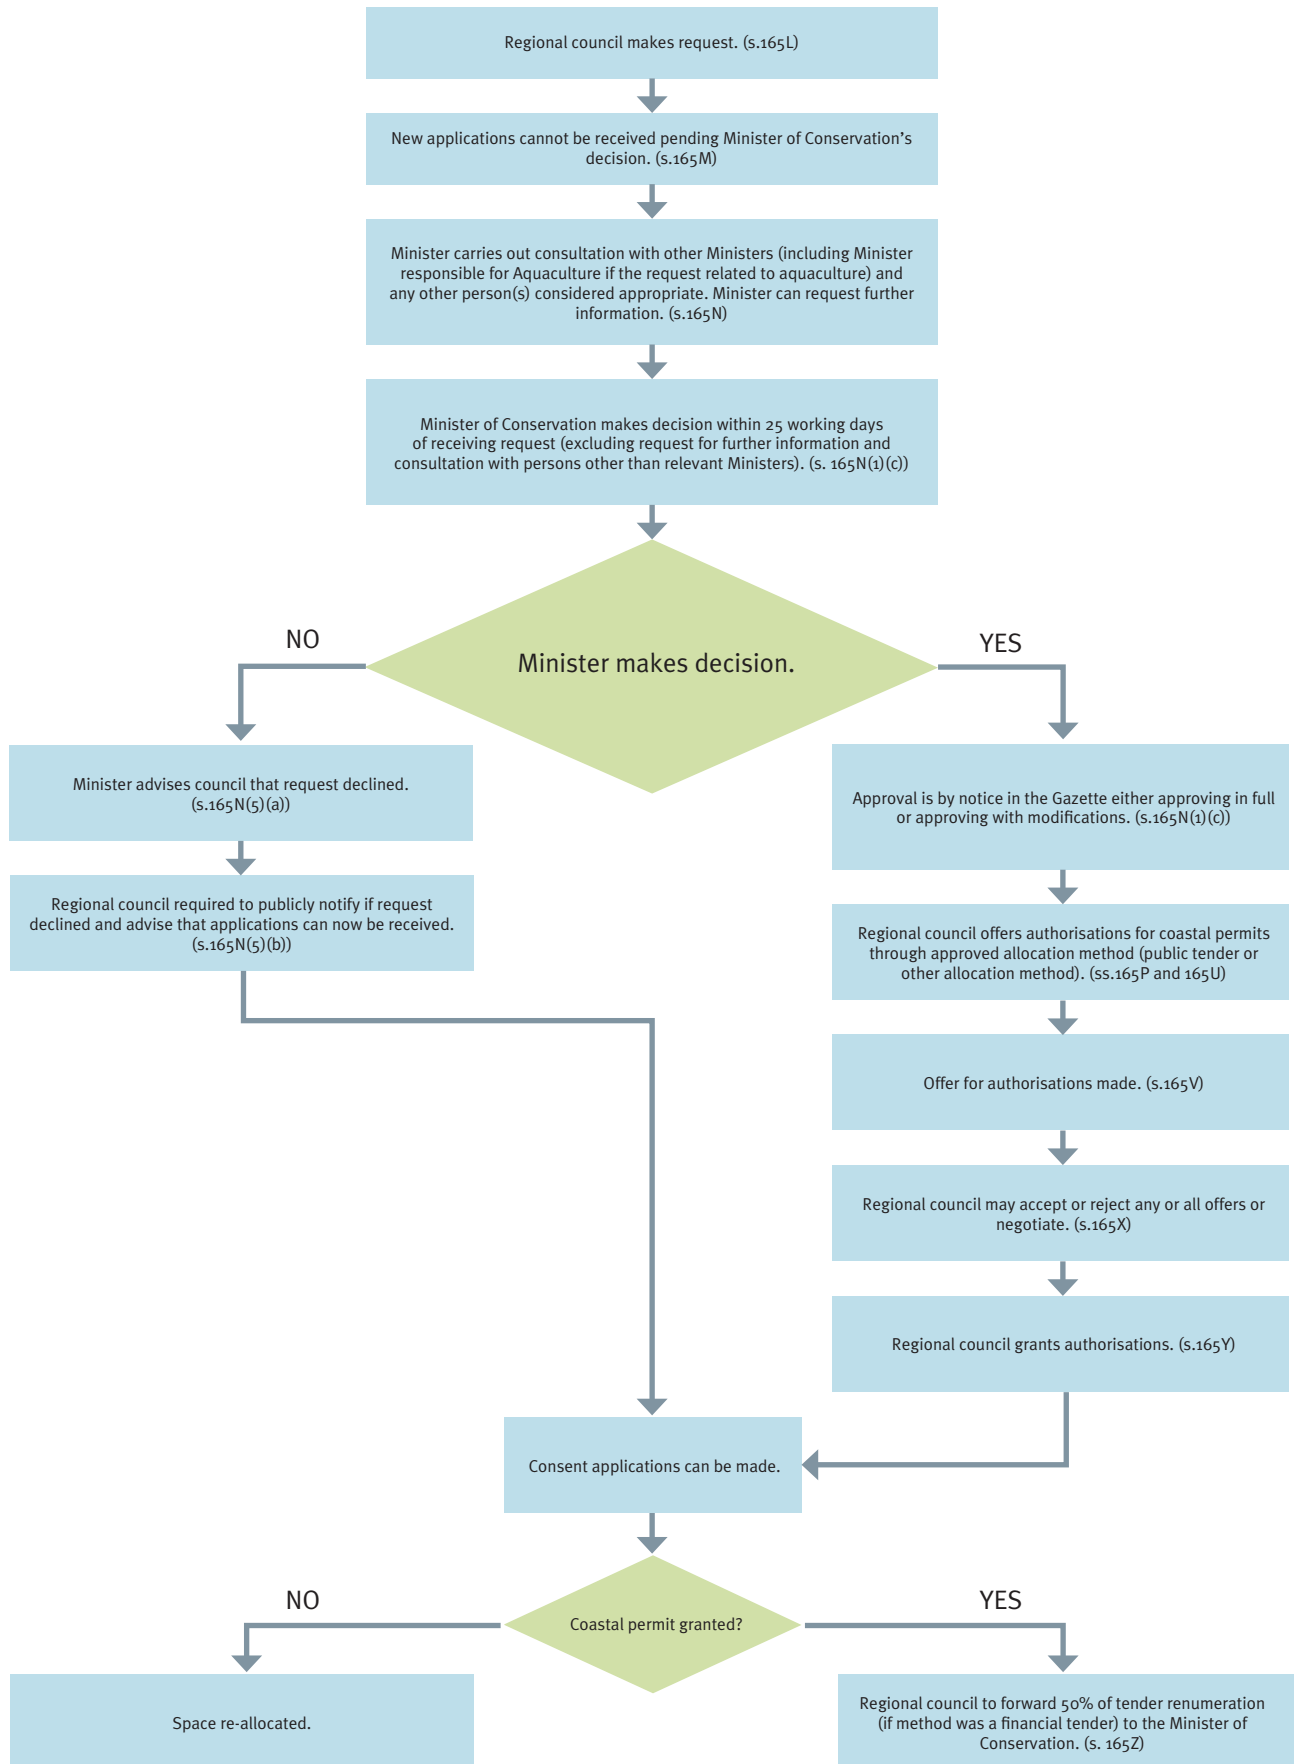 Regional council makes request. (s.165L)
New applications cannot be received pending Minister of Conservation’s
decision. (s.165M)
Minister carries out consultation with other Ministers (including Minister
responsible for Aquaculture if the request related to aquaculture) and
any other person(s) considered appropriate. Minister can request further
information. (s.165N)
Minister of Conservation makes decision within 25 working days
of receiving request (excluding request for further information and
consultation with persons other than relevant Ministers). (s. 165N(1)(c))
Minister makes decision.
NO
YES
Minister advises council that request declined.
(s.165N(5)(a))
Regional council required to publicly notify if request
declined and advise that applications can now be received.
(s.165N(5)(b))
Approval is by notice in the Gazette either approving in full
or approving with modifications. (s.165N(1)(c))
Regional council offers authorisations for coastal permits
through approved allocation method (public tender or
other allocation method). (ss.165P and 165U)
Offer for authorisations made. (s.165V)
Regional council may accept or reject any or all offers or
negotiate. (s.165X)
Regional council grants authorisations. (s.165Y)
Consent applications can be made.
Coastal permit granted?
NO
YES
Space re-allocated.
Regional council to forward 50% of tender renumeration
(if method was a financial tender) to the Minister of
Conservation. (s. 165Z)